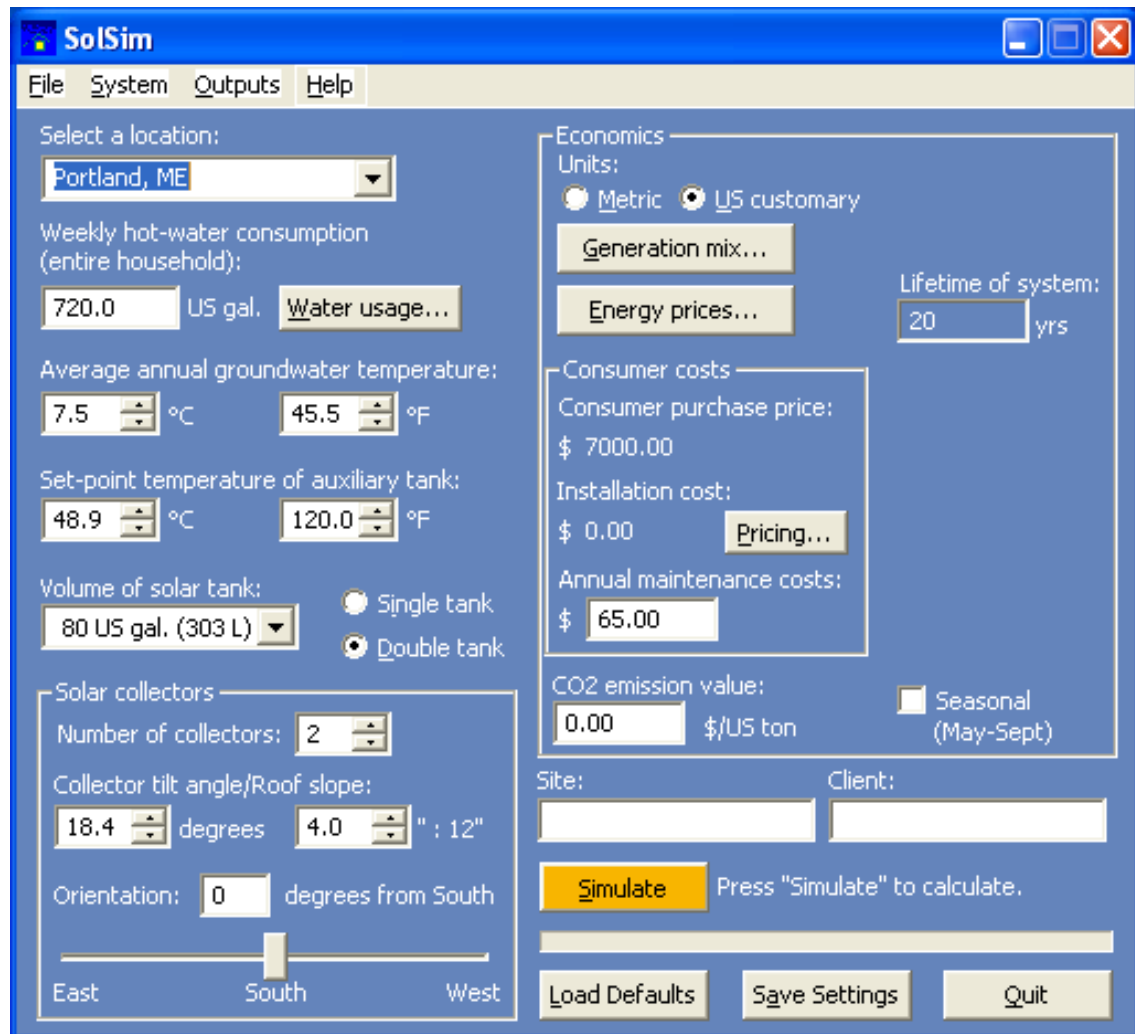 SolSim
File System Outputs Help
Select a location:
Portland, ME
Weekly hot-water consumption
(entire household):
720.0 US gal. Water usage...
Average annual groundwater temperature:
7.5 °C 45.5 °F
Set-point temperature of auxiliary tank:
48.9 °C 120.0 °F
Volume of solar tank:
80 US gal. (303 L)
Single tank
Double tank
Solar collectors
Number of collectors: 2
Collector tilt angle/Roof slope:
18.4 degrees 4.0 " : 12"
Orientation: 0 degrees from South
East South West
Economics
Units:
Metric US customary
Generation mix...
Energy prices...
Lifetime of system:
20 yrs
Consumer costs
Consumer purchase price:
$ 7000.00
Installation cost:
$ 0.00 Pricing...
Annual maintenance costs:
$ 65.00
CO2 emission value:
0.00 $/US ton
Seasonal
(May-Sept)
Site: Client:
Simulate Press "Simulate" to calculate.
Load Defaults Save Settings Quit